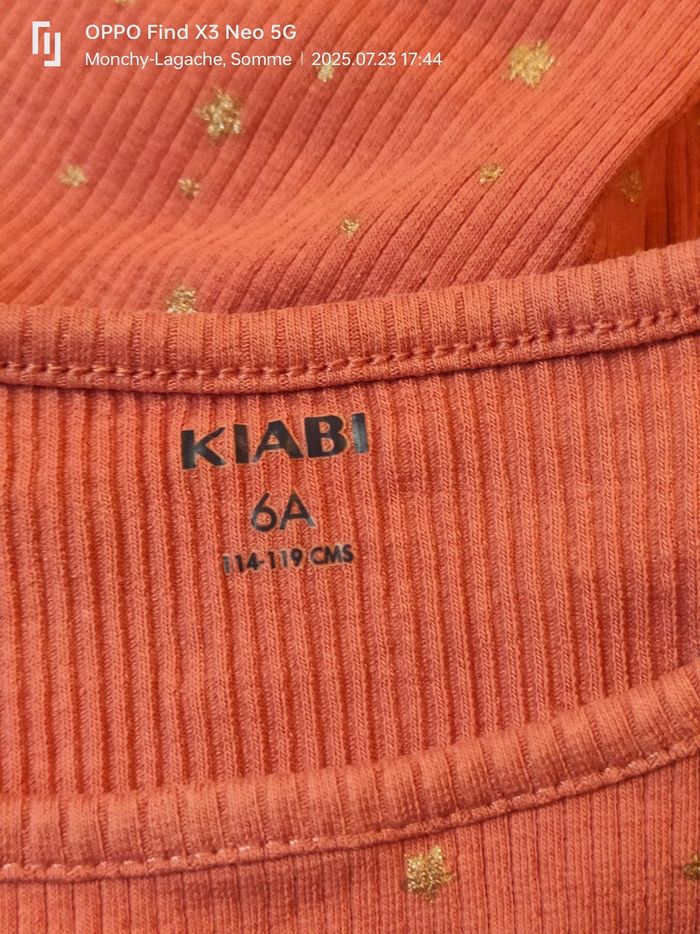 OPPO Find X3 Neo 5G
Monchy-Lagache, Somme | 2025.07.23 17:44
KIABI
6A
114-119 CMS